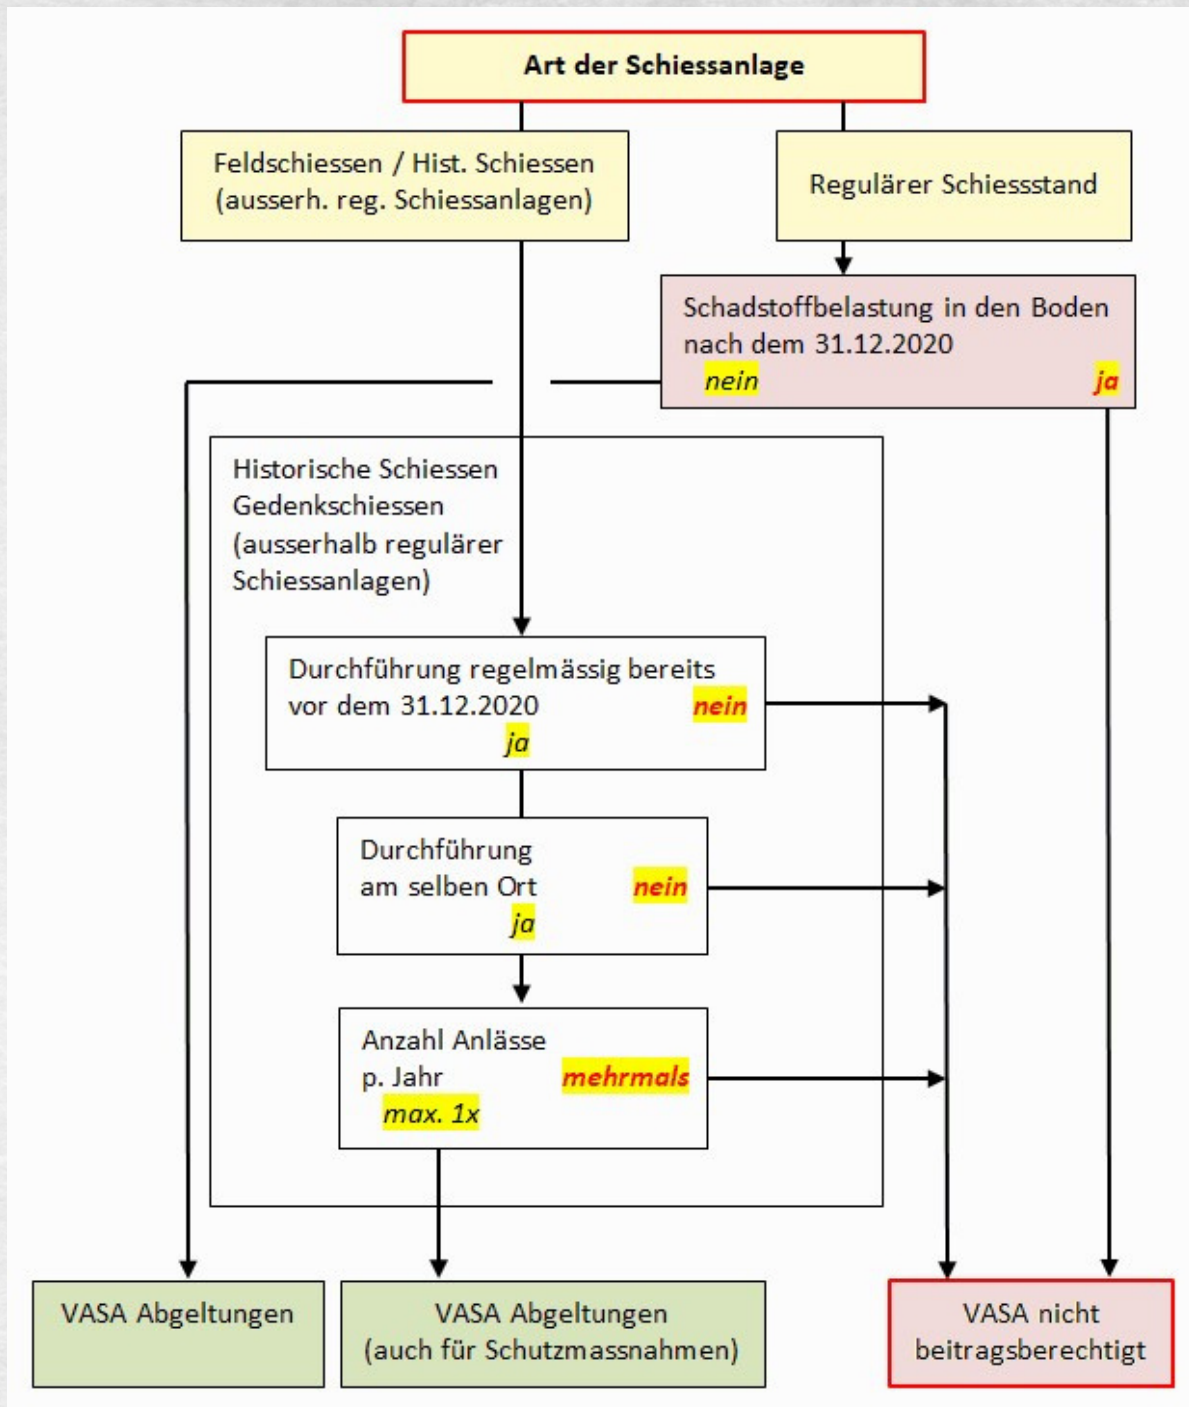 Art der Schiessanlage
Feldschiessen / Hist. Schiessen
(ausserh. reg. Schiessanlagen)
Regulärer Schiessstand
Schadstoffbelastung in den Boden
nach dem 31.12.2020
nein ja
Historische Schiessen
Gedenkschiessen
(ausserhalb regulärer
Schiessanlagen)
Durchführung regelmässig bereits
vor dem 31.12.2020 nein
ja
Durchführung
am selben Ort nein
ja
Anzahl Anlässe
p. Jahr mehrmals
max. 1x
VASA Abgeltungen
VASA Abgeltungen
(auch für Schutzmassnahmen)
VASA nicht
beitragsberechtigt